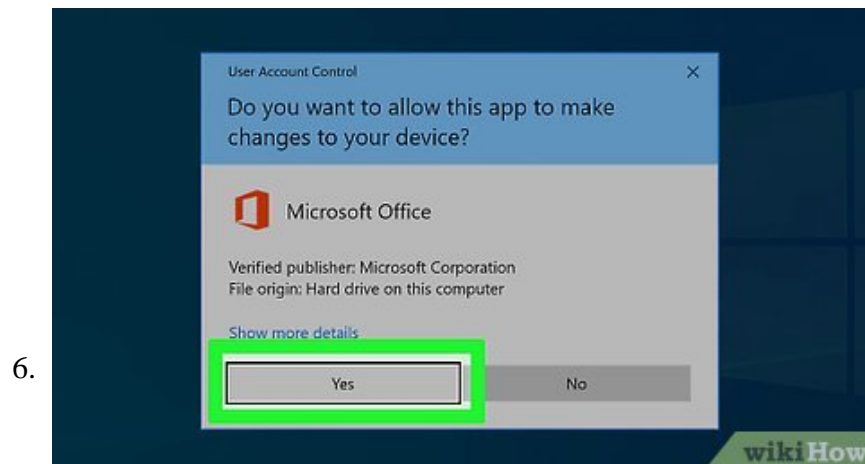 User Account Control
Do you want to allow this app to make
changes to your device?
Microsoft Office
Verified publisher: Microsoft Corporation
File origin: Hard drive on this computer
Show more details
6.
Yes No
wikiHow